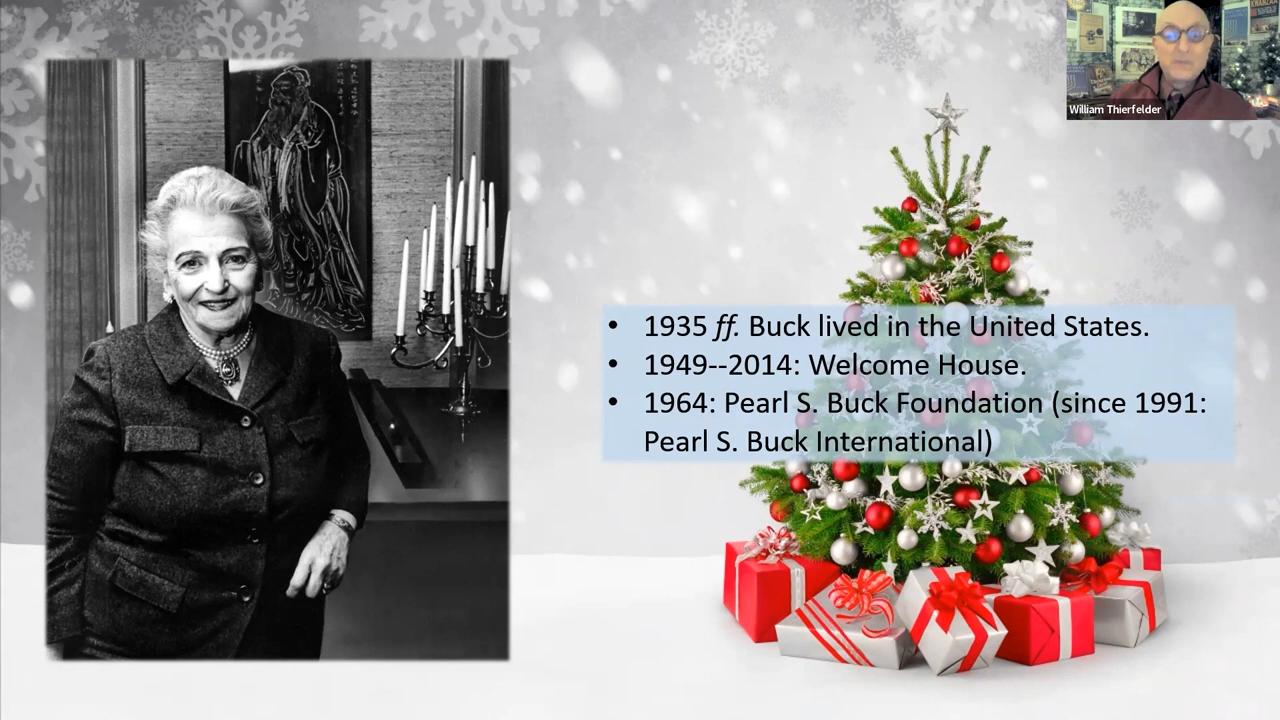 William Thierfelder
• 1935 ff. Buck lived in the United States.
• 1949--2014: Welcome House.
• 1964: Pearl S. Buck Foundation (since 1991:
Pearl S. Buck International)